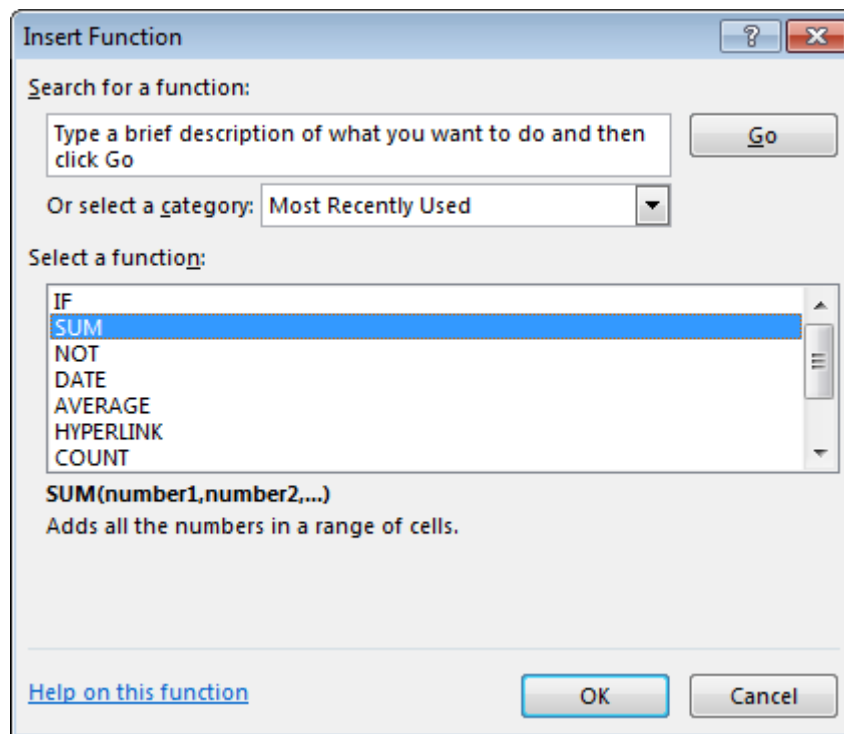 Insert Function
Search for a function:
Type a brief description of what you want to do and then
click Go
Go
Or select a category: Most Recently Used
Select a function:
IF
SUM
NOT
DATE
AVERAGE
HYPERLINK
COUNT
SUM(number1,number2,...)
Adds all the numbers in a range of cells.
Help on this function
OK
Cancel